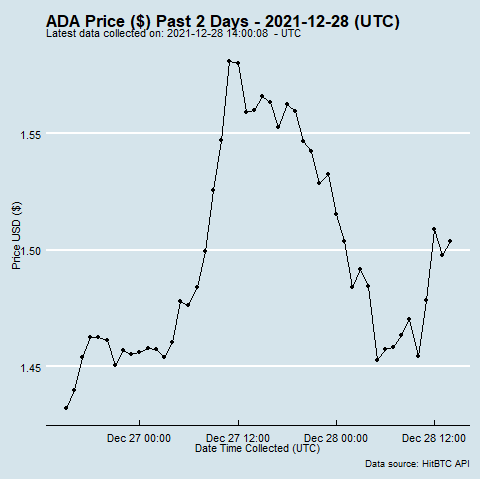 ADA Price ($) Past 2 Days - 2021-12-28 (UTC)
Latest data collected on: 2021-12-28 14:00:08  - UTC
1.55
1.50
1.45
Price USD ($)
Dec 27 00:00
Dec 27 12:00
Dec 28 00:00
Dec 28 12:00
Date Time Collected (UTC)
Data source: HitBTC API